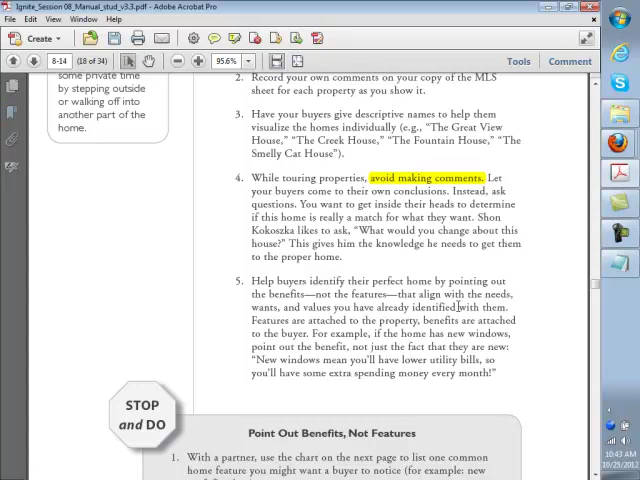 Ignite_Session 08_Manual_stud_v3.3.pdf - Adobe Acrobat Pro
File Edit View Window Help
Create
8-14 (18 of 34) 95.6% Tools Comment
some private time
by stepping outside
or walking off into
another part of the
home.
2. Record your own comments on your copy of the MLS
sheet for each property as you show it.
3. Have your buyers give descriptive names to help them
visualize the homes individually (e.g., “The Great View
House,” “The Creek House,” “The Fountain House,” “The
Smelly Cat House”).
4. While touring properties, avoid making comments. Let
your buyers come to their own conclusions. Instead, ask
questions. You want to get inside their heads to determine
if this home is really a match for what they want. Shon
Kokoszka likes to ask, “What would you change about this
house?” This gives him the knowledge he needs to get them
to the proper home.
5. Help buyers identify their perfect home by pointing out
the benefits—not the features—that align with the needs,
wants, and values you have already identified with them.
Features are attached to the property, benefits are attached
to the buyer. For example, if the home has new windows,
point out the benefit, not just the fact that they are new:
“New windows mean you’ll have lower utility bills, so
you’ll have some extra spending money every month!”
STOP
and DO
Point Out Benefits, Not Features
1. With a partner, use the chart on the next page to list one common
home feature you might want a buyer to notice (for example: new
10:43 AM
10/25/2012